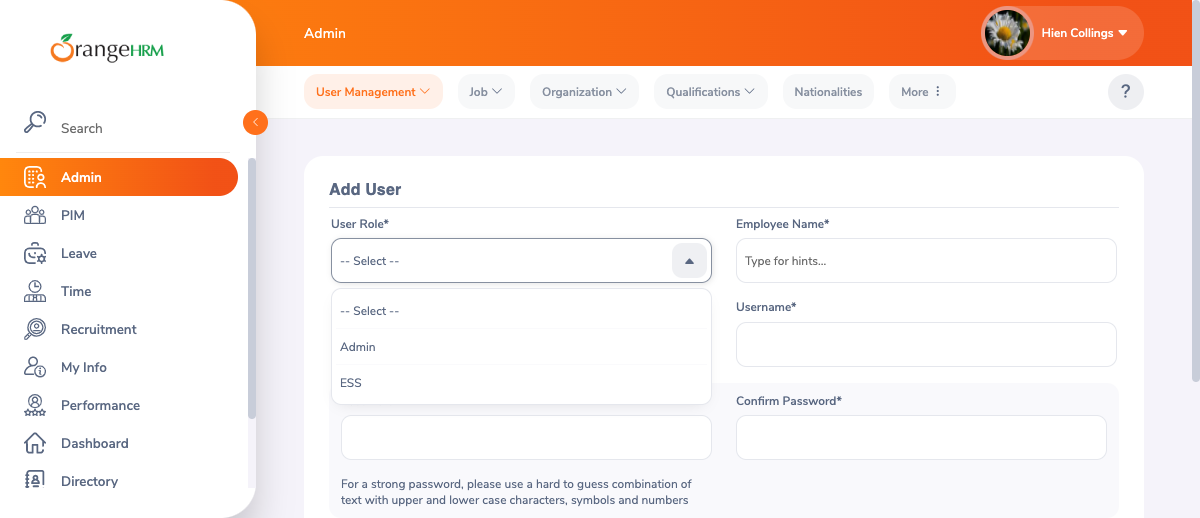 OrangeHRM
Admin
Hien Collings
User Management
Job
Organization
Qualifications
Nationalities
More
?
Search
Admin
PIM
Leave
Time
Recruitment
My Info
Performance
Dashboard
Directory
Add User
User Role*
-- Select --
-- Select --
Admin
ESS
Employee Name*
Type for hints...
Username*
Confirm Password*
For a strong password, please use a hard to guess combination of
text with upper and lower case characters, symbols and numbers